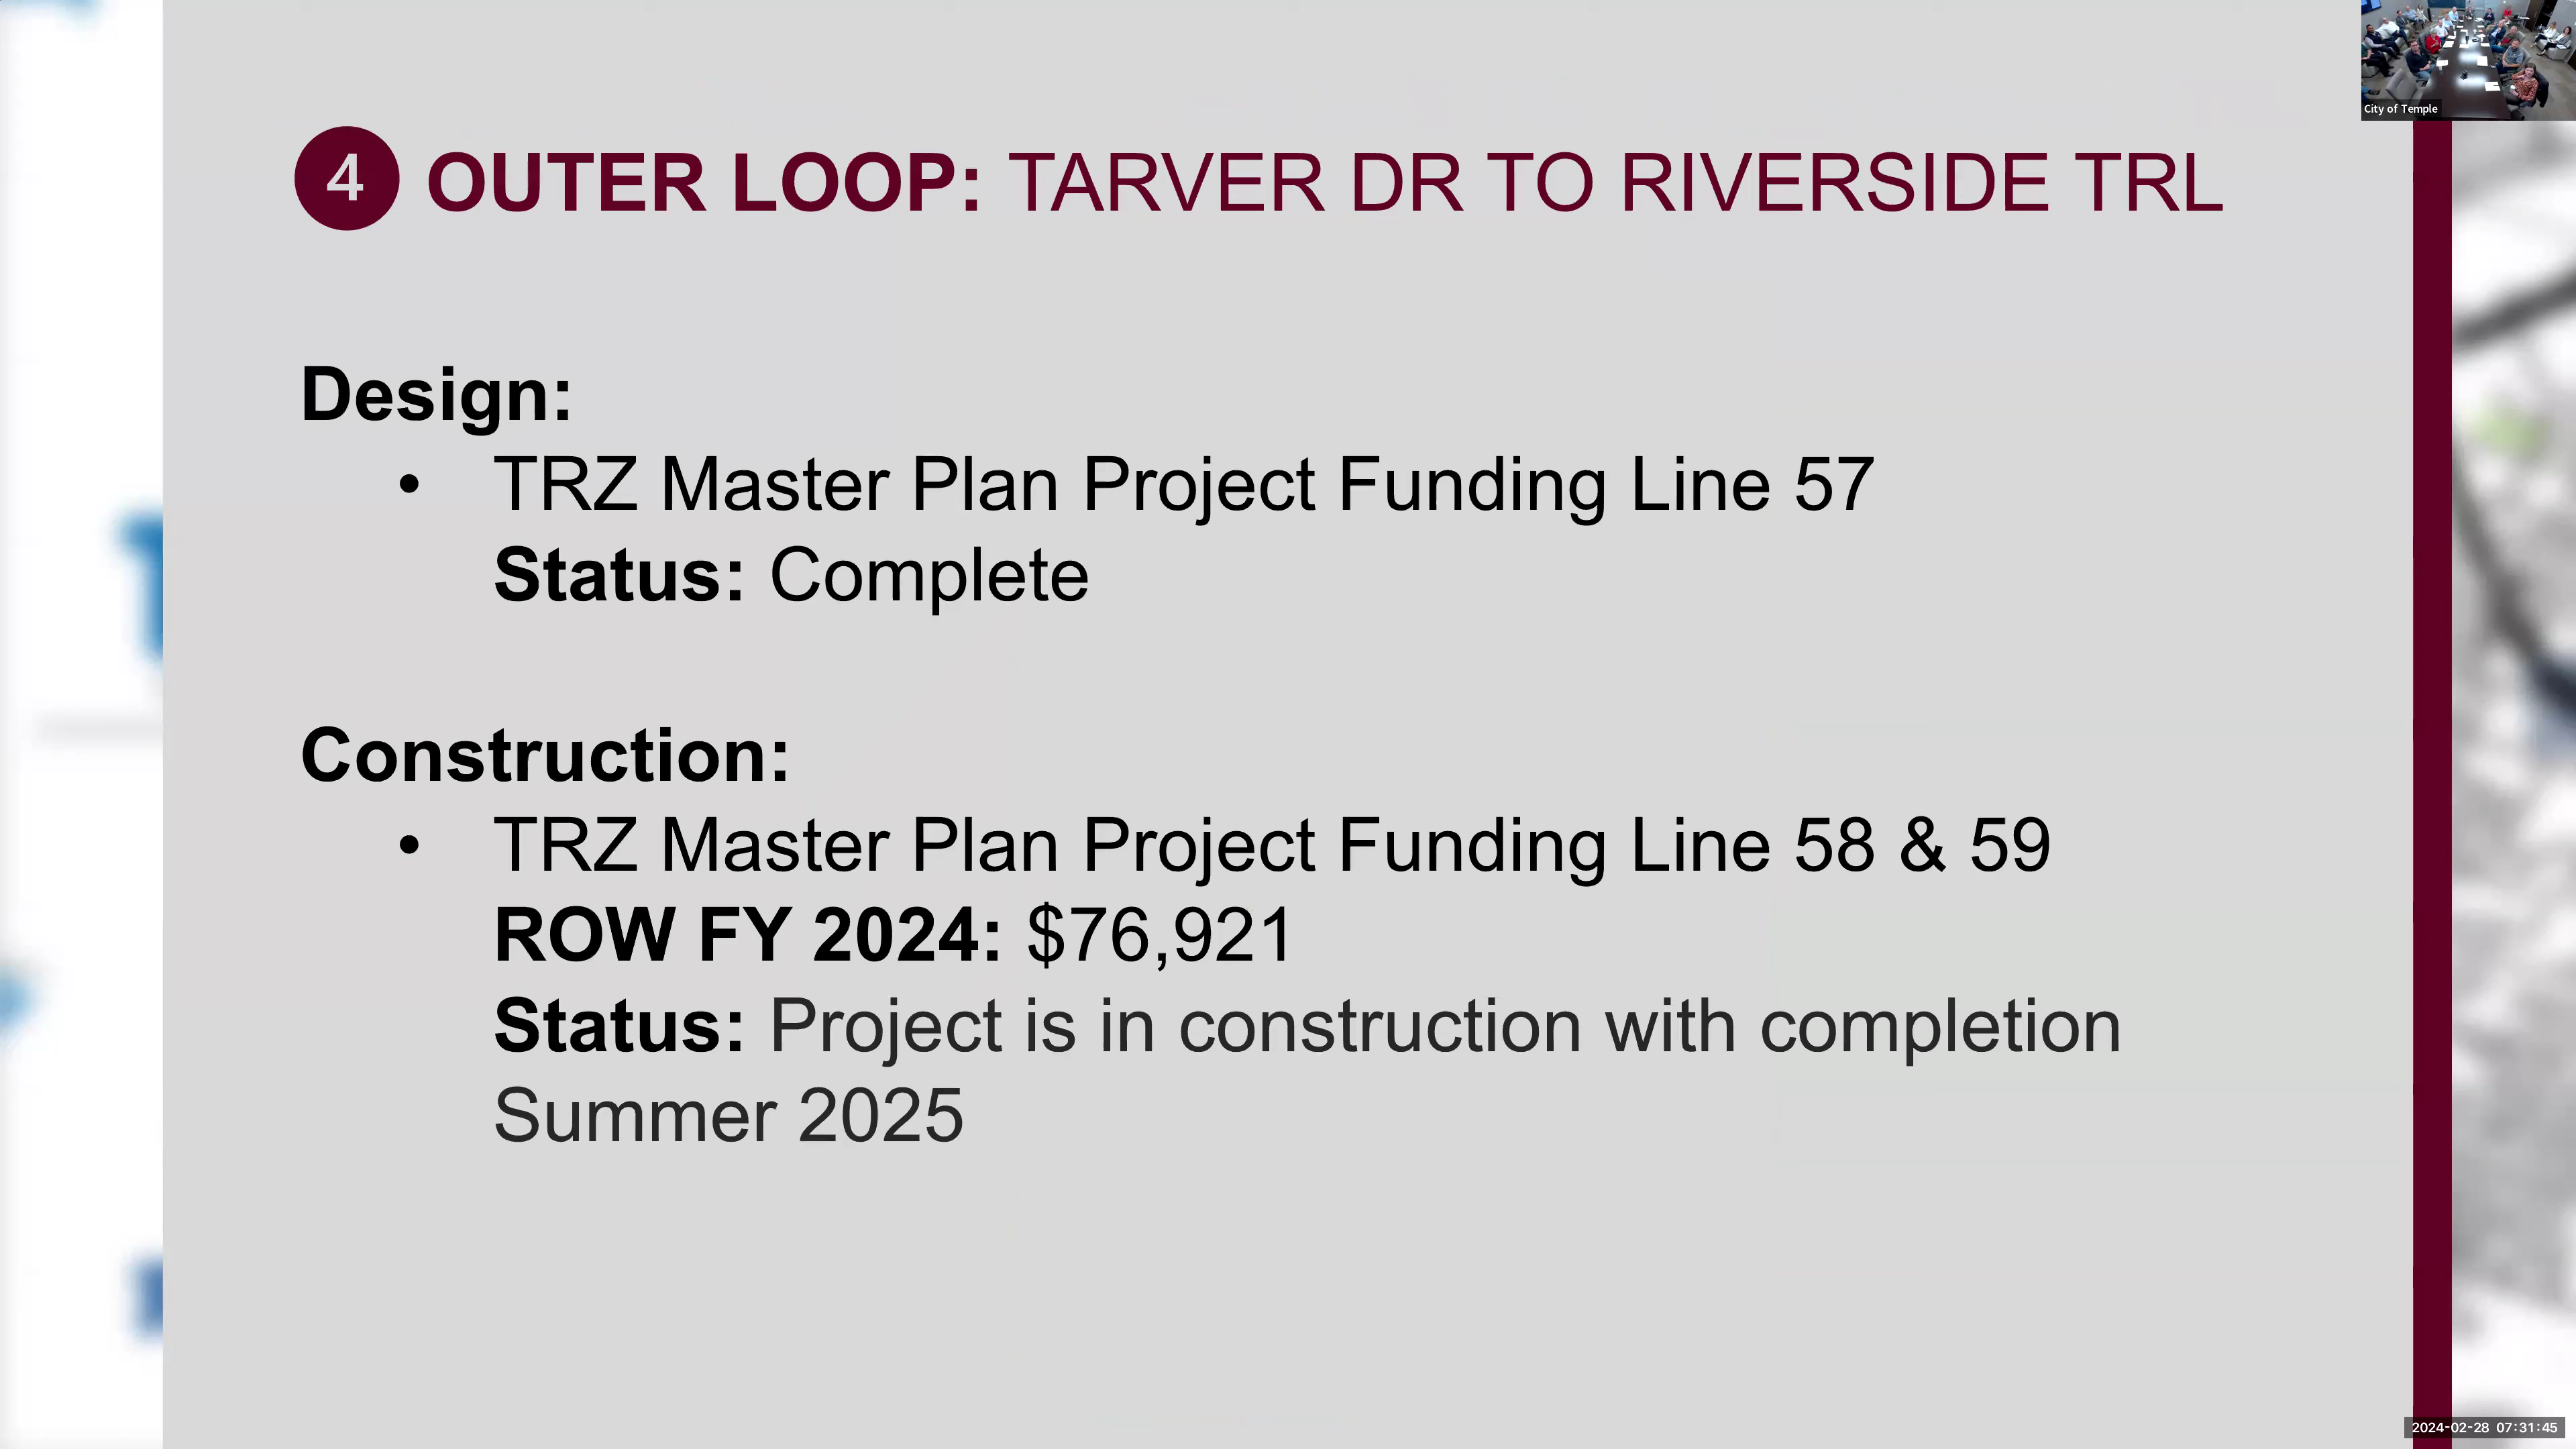 City of Temple
4 OUTER LOOP: TARVER DR TO RIVERSIDE TRL
Design:
• TRZ Master Plan Project Funding Line 57
Status: Complete
Construction:
• TRZ Master Plan Project Funding Line 58 & 59
ROW FY 2024: $76,921
Status: Project is in construction with completion
Summer 2025
2024-02-28 07:31:45